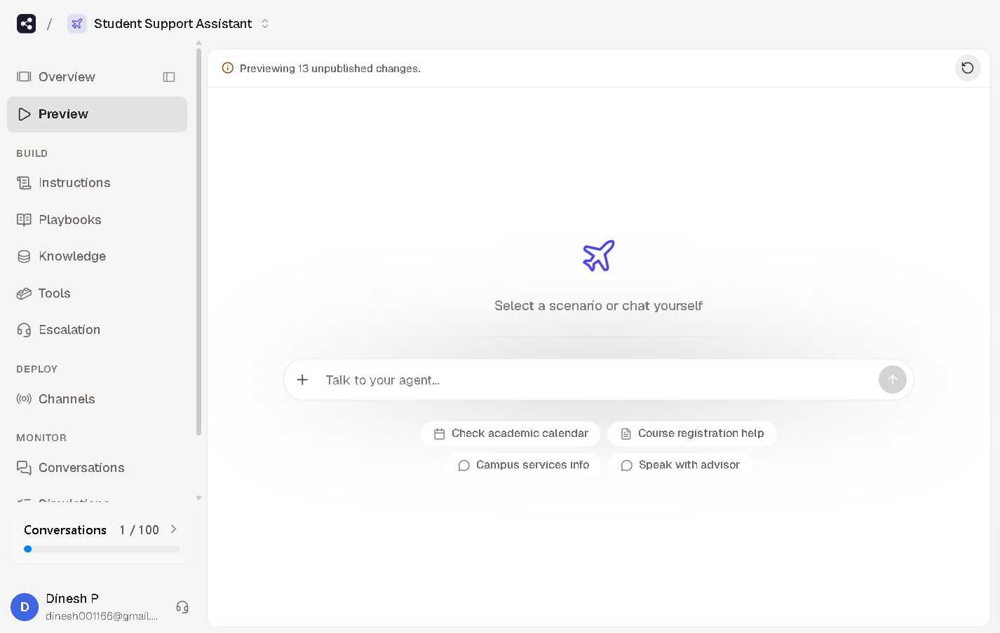 / Student Support Assistant
Overview
Preview
BUILD
Instructions
Playbooks
Knowledge
Tools
Escalation
DEPLOY
Channels
MONITOR
Conversations
Simulations
Conversations 1 / 100
D
Dinesh P
dinesh001166@gmail....
Previewing 13 unpublished changes.
Select a scenario or chat yourself
Talk to your agent...
Check academic calendar
Course registration help
Campus services info
Speak with advisor